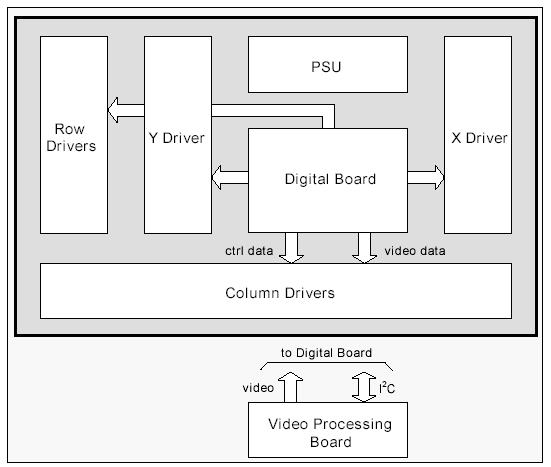 PSU
Row
Drivers
Y Driver
X Driver
Digital Board
ctrl data
video data
Column Drivers
to Digital Board
video
I²C
Video Processing
Board